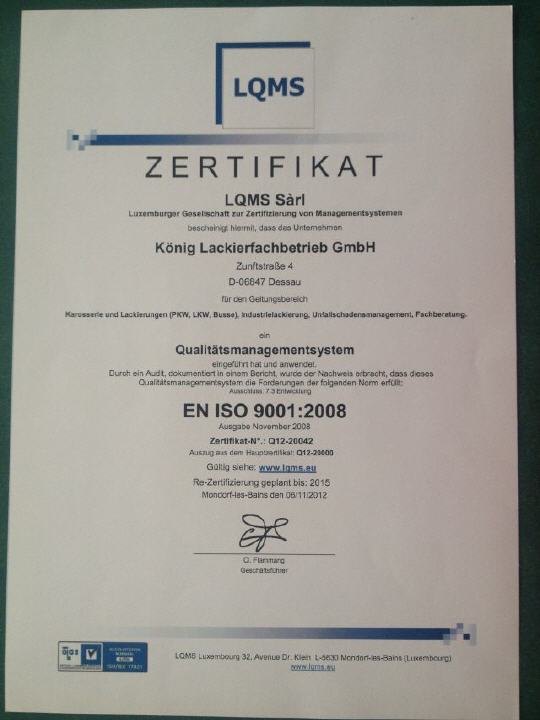 LQMS
ZERTIFIKAT
LQMS Sàrl
Luxemburger Gesellschaft zur Zertifizierung von Managementsystemen
bescheinigt hiermit, dass das Unternehmen
König Lackierfachbetrieb GmbH
Zunftstraße 4
D-06847 Dessau
für den Geltungsbereich
Karosserie und Lackierungen (PKW, LKW, Busse), Industrielackierung, Unfallschadensmanagement, Fachberatung.
ein
Qualitätsmanagementsystem
eingeführt hat und anwendet.
Durch ein Audit, dokumentiert in einem Bericht, wurde der Nachweis erbracht, dass dieses
Qualitätsmanagementsystem die Forderungen der folgenden Norm erfüllt:
Ausschluss: 7.3 Entwicklung
EN ISO 9001:2008
Ausgabe November 2008
Zertifikat-N°.: Q12-20042
Auszug aus dem Hauptzertifikat: Q12-20000
Gültig siehe: www.lqms.eu
Re-Zertifizierung geplant bis: 2015
Mondorf-les-Bains den 06/11/2012
Flammang
Geschäftsführer
LQMS Luxembourg 32, Avenue Dr. Klein L-5630 Mondorf-les-Bains (Luxembourg)
www.lqms.eu